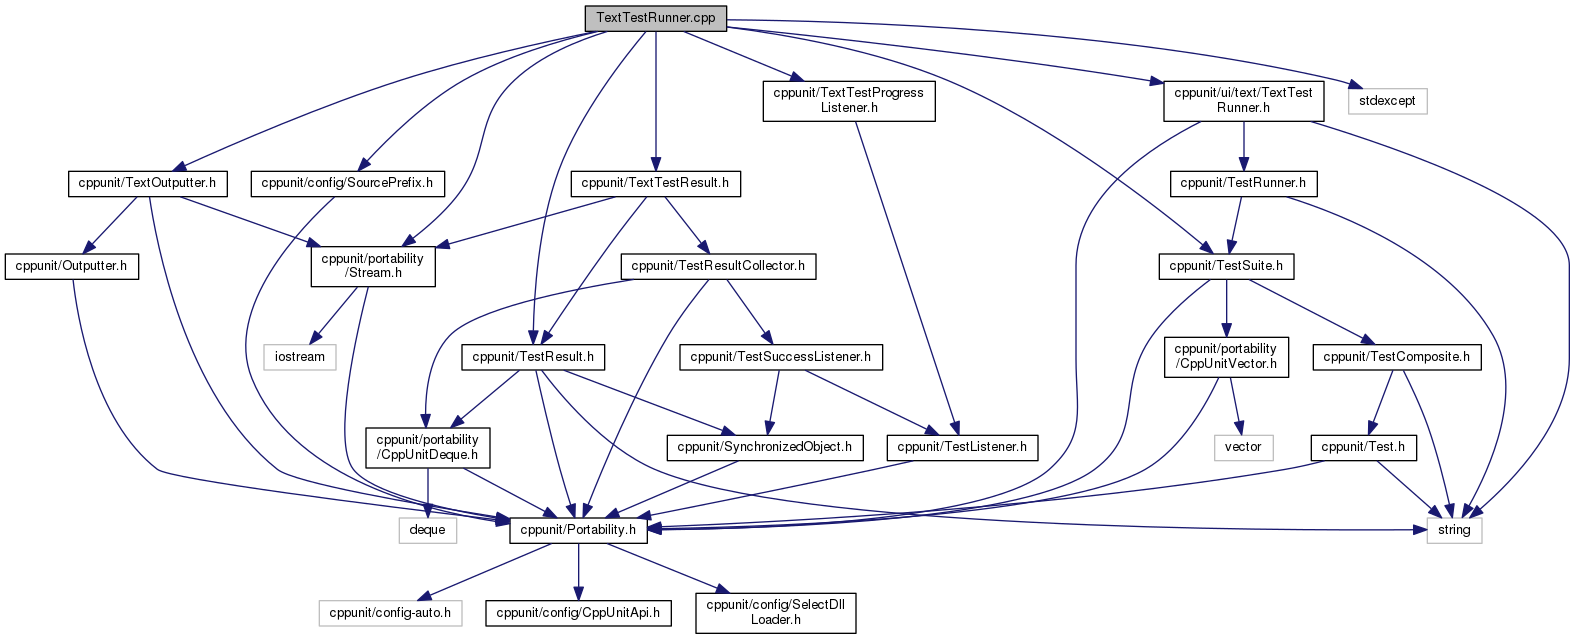 TextTestRunner.cpp
cppunit/TextTestProgress
Listener.h
cppunit/ui/text/TextTest
Runner.h
stdexcept
cppunit/TextOutputter.h
cppunit/config/SourcePrefix.h
cppunit/TextTestResult.h
cppunit/TestRunner.h
cppunit/Outputter.h
cppunit/portability
/Stream.h
cppunit/TestResultCollector.h
cppunit/TestSuite.h
iostream
cppunit/TestResult.h
cppunit/TestSuccessListener.h
cppunit/portability
/CppUnitVector.h
cppunit/TestComposite.h
cppunit/portability
/CppUnitDeque.h
cppunit/SynchronizedObject.h
cppunit/TestListener.h
vector
cppunit/Test.h
deque
cppunit/Portability.h
string
cppunit/config-auto.h
cppunit/config/CppUnitApi.h
cppunit/config/SelectDll
Loader.h